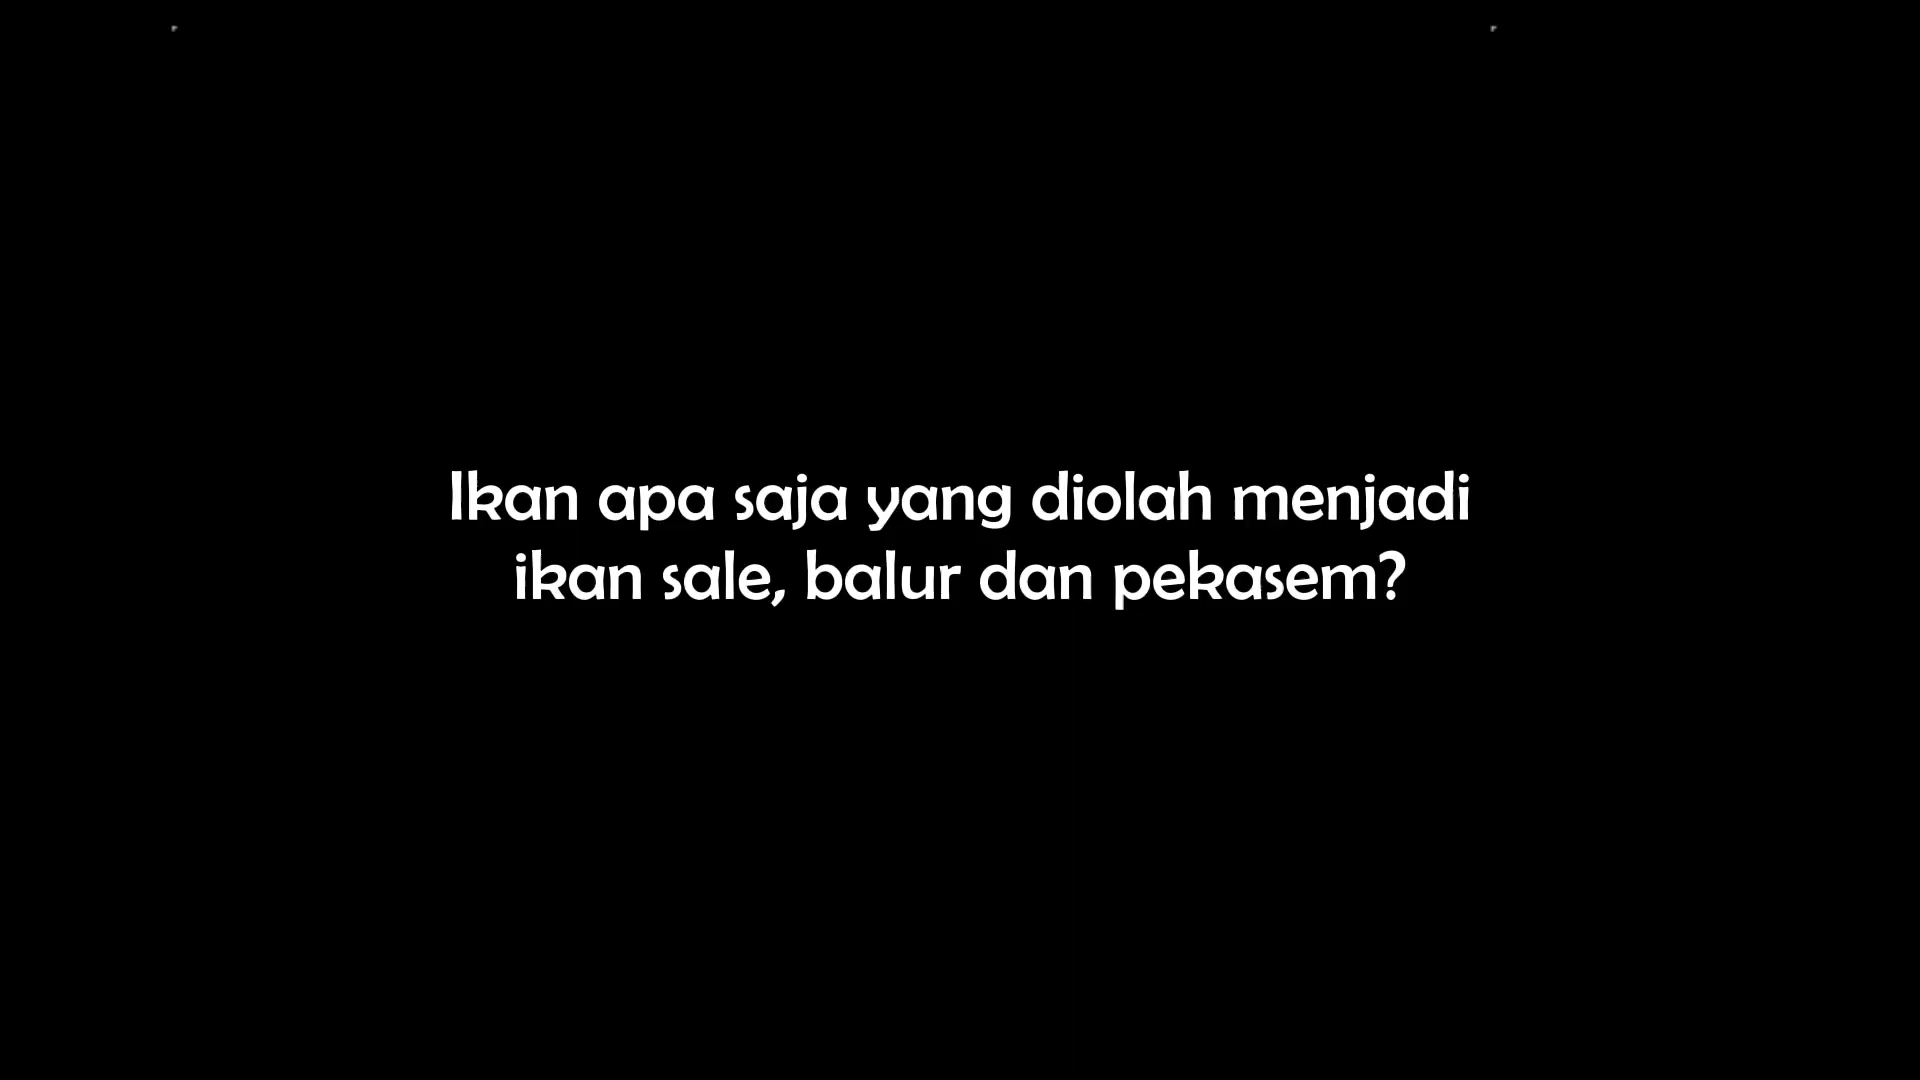 Ikan apa saja yang diolah menjadi
ikan sale, balur dan pekasem?